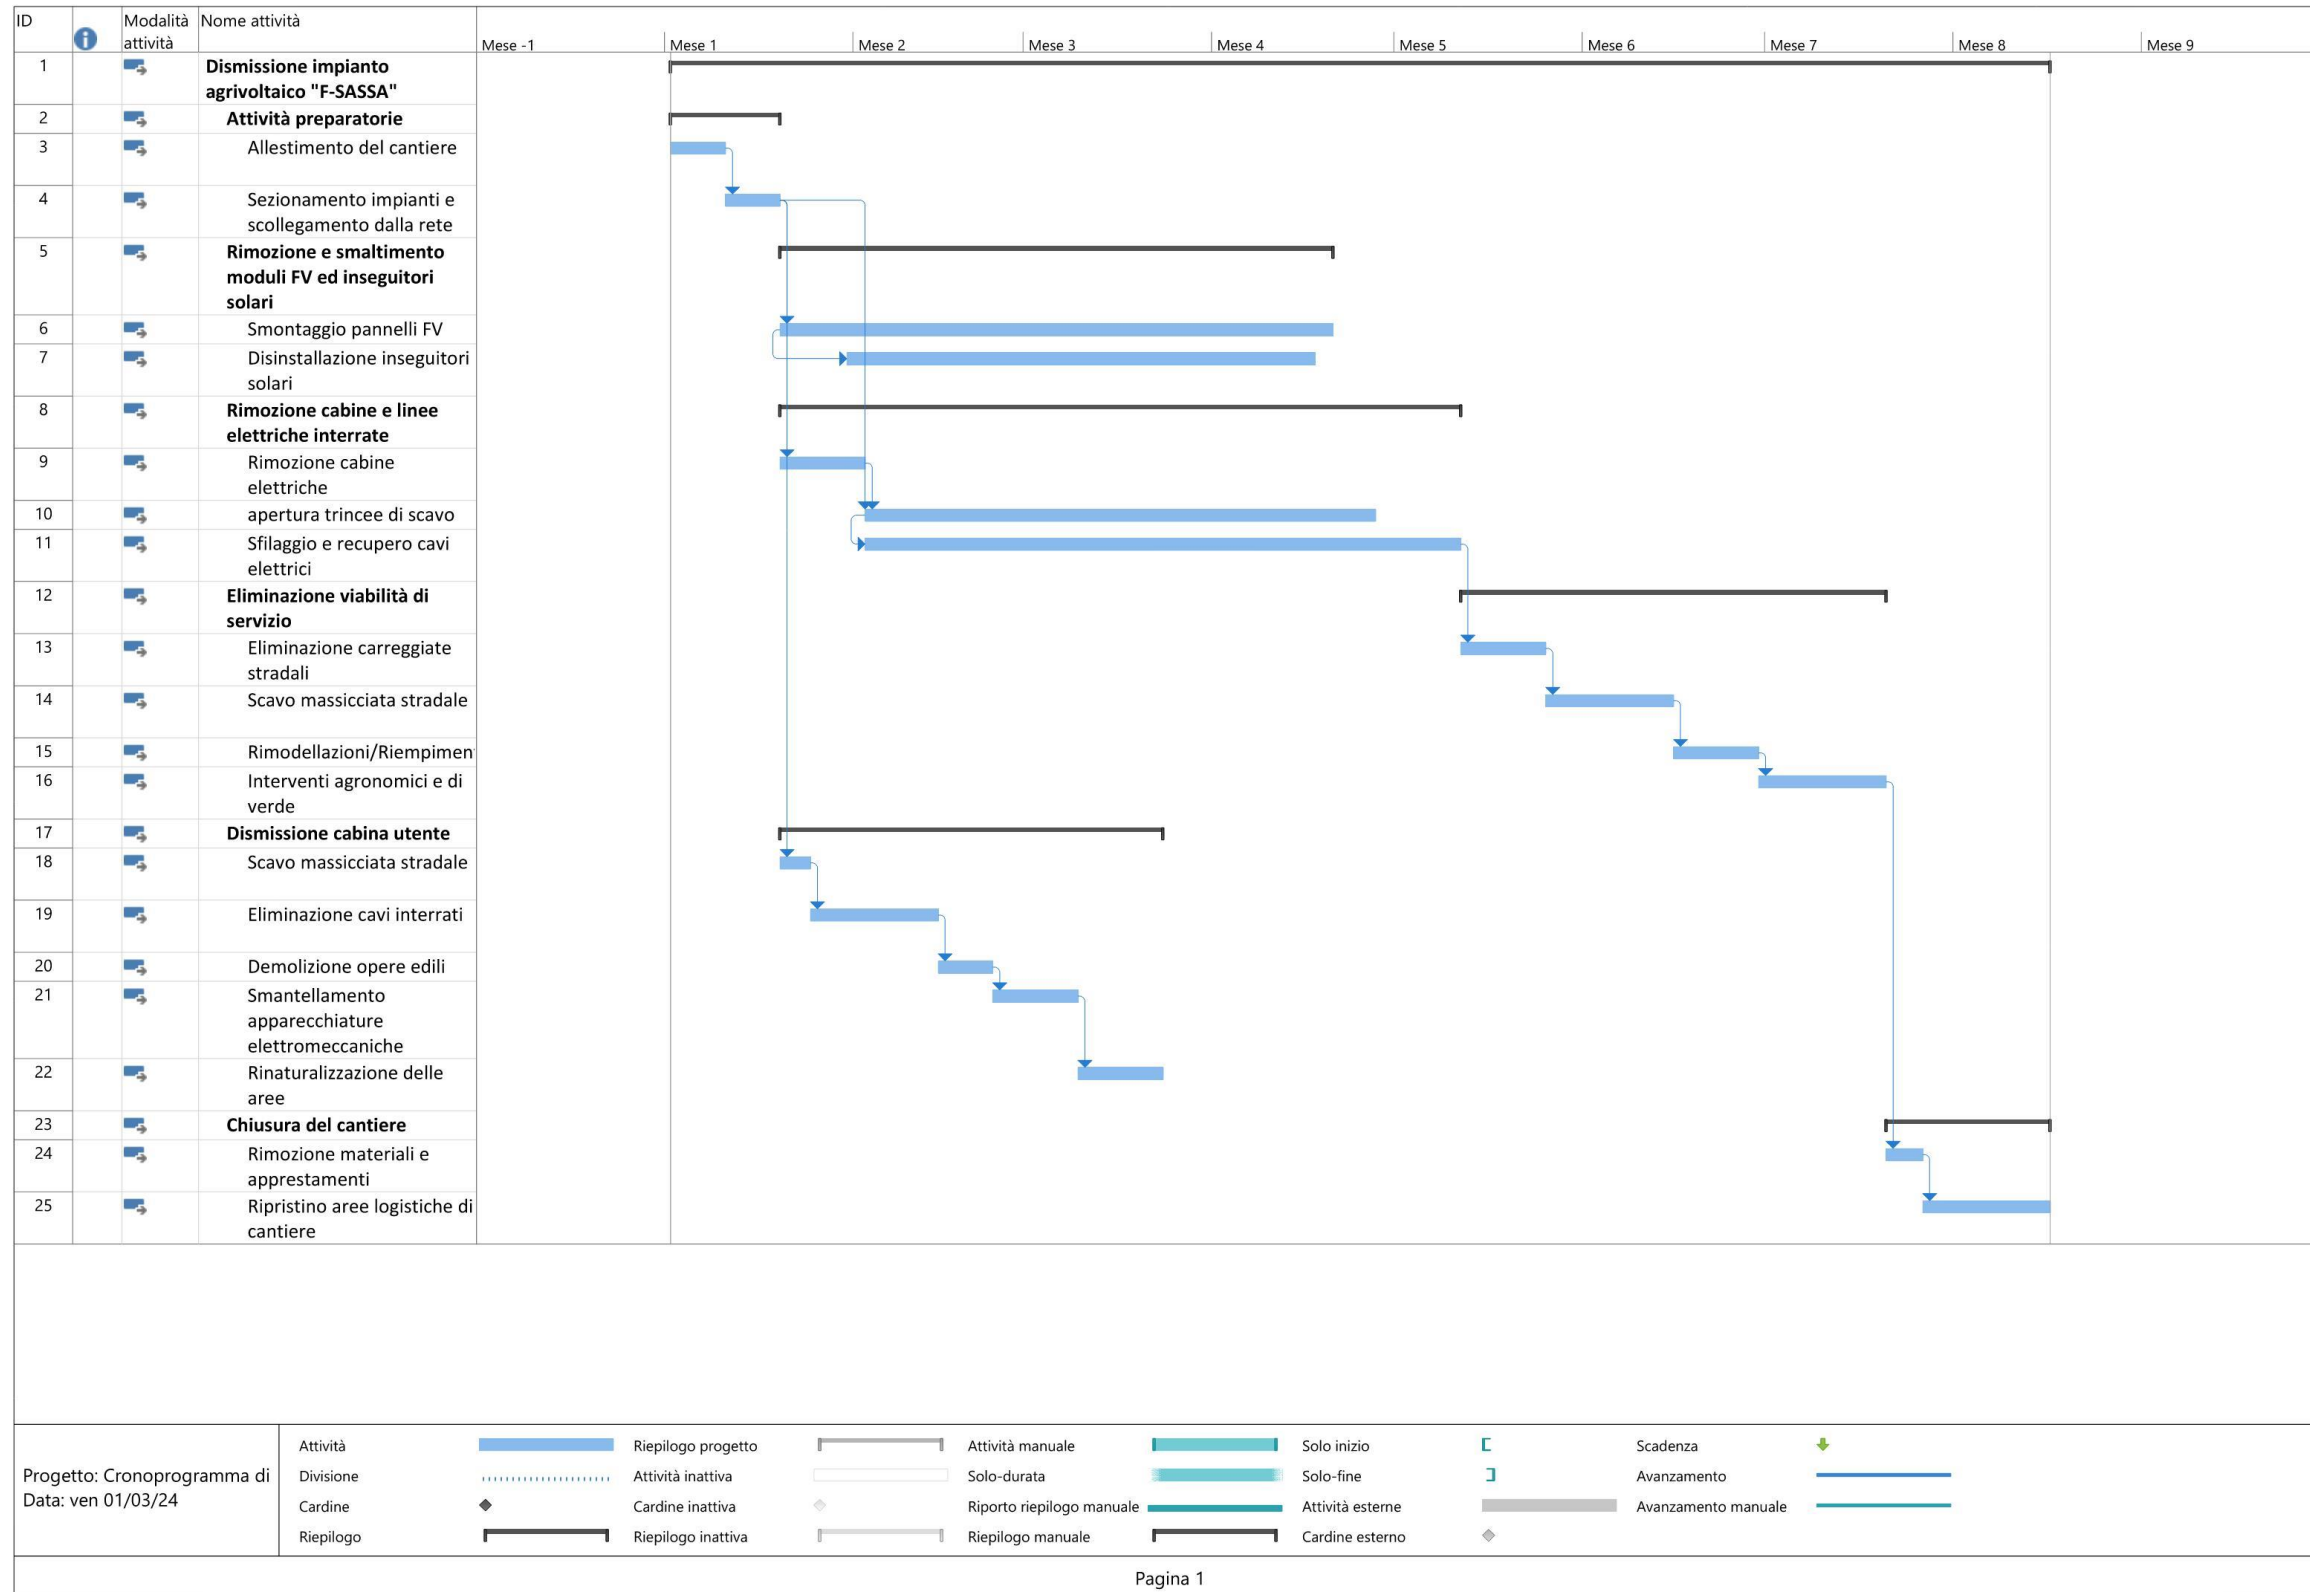 ID
Modalità
attività
Nome attività
Mese -1
Mese 1
Mese 2
Mese 3
Mese 4
Mese 5
Mese 6
Mese 7
Mese 8
Mese 9
1
Dismissione impianto
agrivoltaico "F-SASSA"
2
Attività preparatorie
3
Allestimento del cantiere
4
Sezionamento impianti e
scollegamento dalla rete
5
Rimozione e smaltimento
moduli FV ed inseguitori
solari
6
Smontaggio pannelli FV
7
Disinstallazione inseguitori
solari
8
Rimozione cabine e linee
elettriche interrate
9
Rimozione cabine
elettriche
10
apertura trincee di scavo
11
Sfilaggio e recupero cavi
elettrici
12
Eliminazione viabilità di
servizio
13
Eliminazione carreggiate
stradali
14
Scavo massicciata stradale
15
Rimodellazioni/Riempimen
16
Interventi agronomici e di
verde
17
Dismissione cabina utente
18
Scavo massicciata stradale
19
Eliminazione cavi interrati
20
Demolizione opere edili
21
Smantellamento
apparecchiature
elettromeccaniche
22
Rinaturalizzazione delle
aree
23
Chiusura del cantiere
24
Rimozione materiali e
apprestamenti
25
Ripristino aree logistiche di
cantiere
Progetto: Cronoprogramma di
Data: ven 01/03/24
Attività
Divisione
Cardine
Riepilogo
Riepilogo progetto
Attività inattiva
Cardine inattiva
Riepilogo inattiva
Attività manuale
Solo-durata
Riporto riepilogo manuale
Riepilogo manuale
Solo inizio
Solo-fine
Attività esterne
Cardine esterno
Scadenza
Avanzamento
Avanzamento manuale
Pagina 1